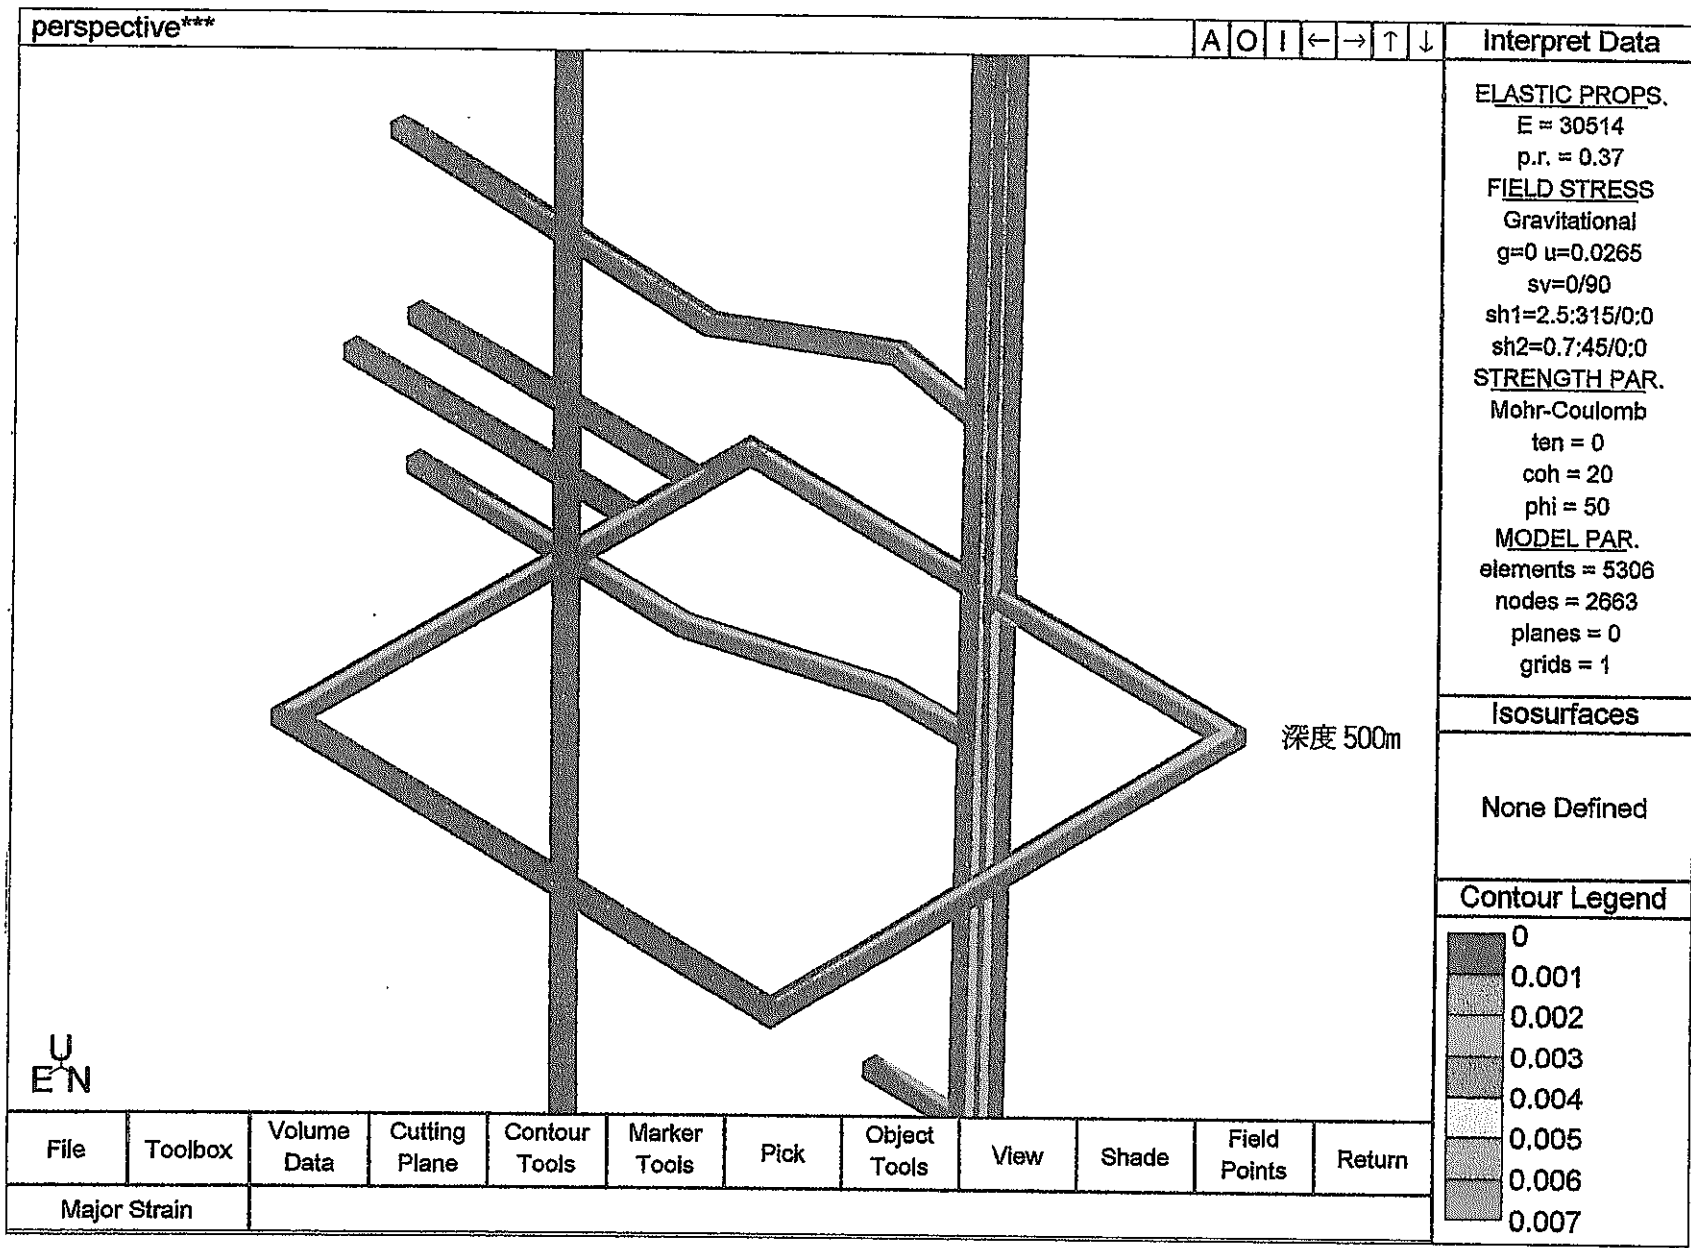 perspective***
A O I ← → ↑ ↓
Interpret Data
ELASTIC PROPS.
E = 30514
p.r. = 0.37
FIELD STRESS
Gravitational
g=0 u=0.0265
sv=0/90
sh1=2.5:315/0:0
sh2=0.7:45/0:0
STRENGTH PAR.
Mohr-Coulomb
ten = 0
coh = 20
phi = 50
MODEL PAR.
elements = 5306
nodes = 2663
planes = 0
grids = 1
Isosurfaces
None Defined
Contour Legend
0
0.001
0.002
0.003
0.004
0.005
0.006
0.007
深度 500m
U
E N
File
Toolbox
Volume
Data
Cutting
Plane
Contour
Tools
Marker
Tools
Pick
Object
Tools
View
Shade
Field
Points
Return
Major Strain